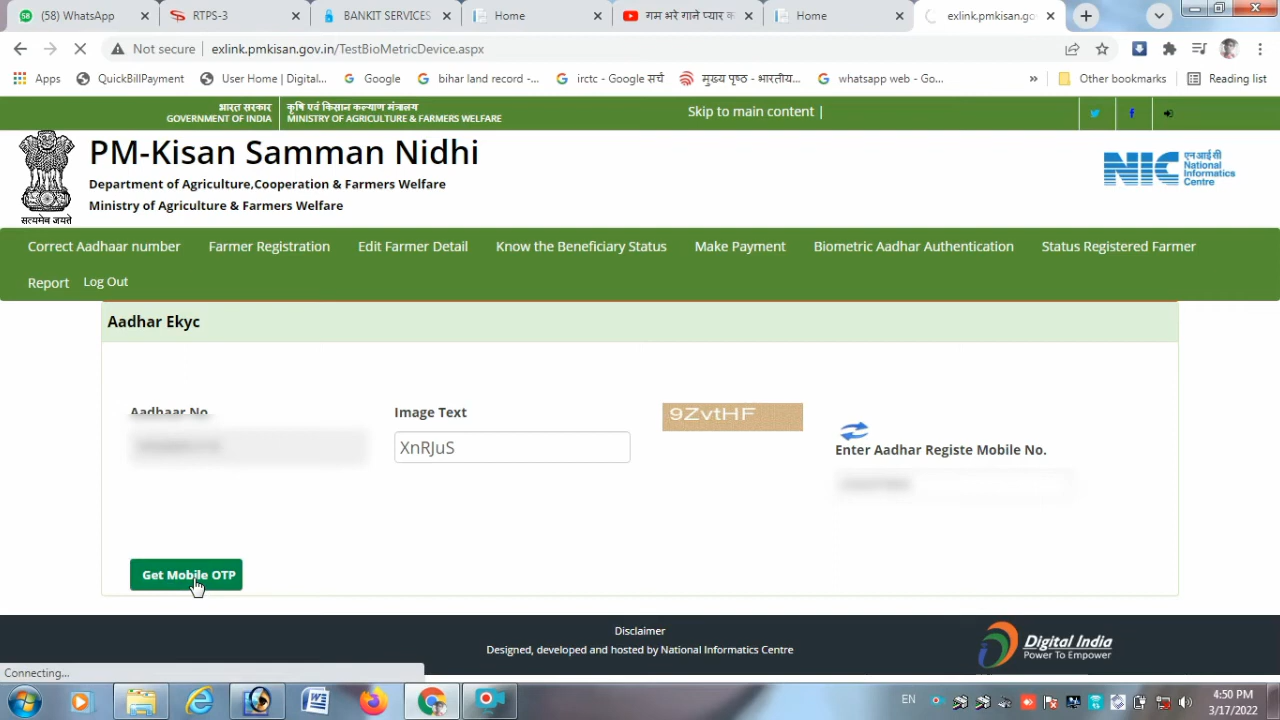 (58) WhatsApp
RTPS-3
BANKIT SERVICES
Home
गम भरे गाने प्यार क
Home
exlink.pmkisan.go
Not secure
exlink.pmkisan.gov.in/TestBioMetricDevice.aspx
Apps
QuickBillPayment
User Home | Digital...
Google
bihar land record -...
irctc - Google सर्च
मुख्य पृष्ठ - भारतीय...
whatsapp web - Go...
»
Other bookmarks
Reading list
भारत सरकार
GOVERNMENT OF INDIA
कृषि एवं किसान कल्याण मंत्रालय
MINISTRY OF AGRICULTURE & FARMERS WELFARE
Skip to main content |
सत्यमेव जयते
PM-Kisan Samman Nidhi
Department of Agriculture,Cooperation & Farmers Welfare
Ministry of Agriculture & Farmers Welfare
NIC
एन आई सी
National
Informatics
Centre
Correct Aadhaar number
Farmer Registration
Edit Farmer Detail
Know the Beneficiary Status
Make Payment
Biometric Aadhar Authentication
Status Registered Farmer
Report
Log Out
Aadhar Ekyc
Aadhaar No
Image Text
9ZvtHF
XnRJuS
Enter Aadhar Registe Mobile No.
Get Mobile OTP
Disclaimer
Designed, developed and hosted by National Informatics Centre
Digital India
Power To Empower
Connecting...
EN
4:50 PM
3/17/2022